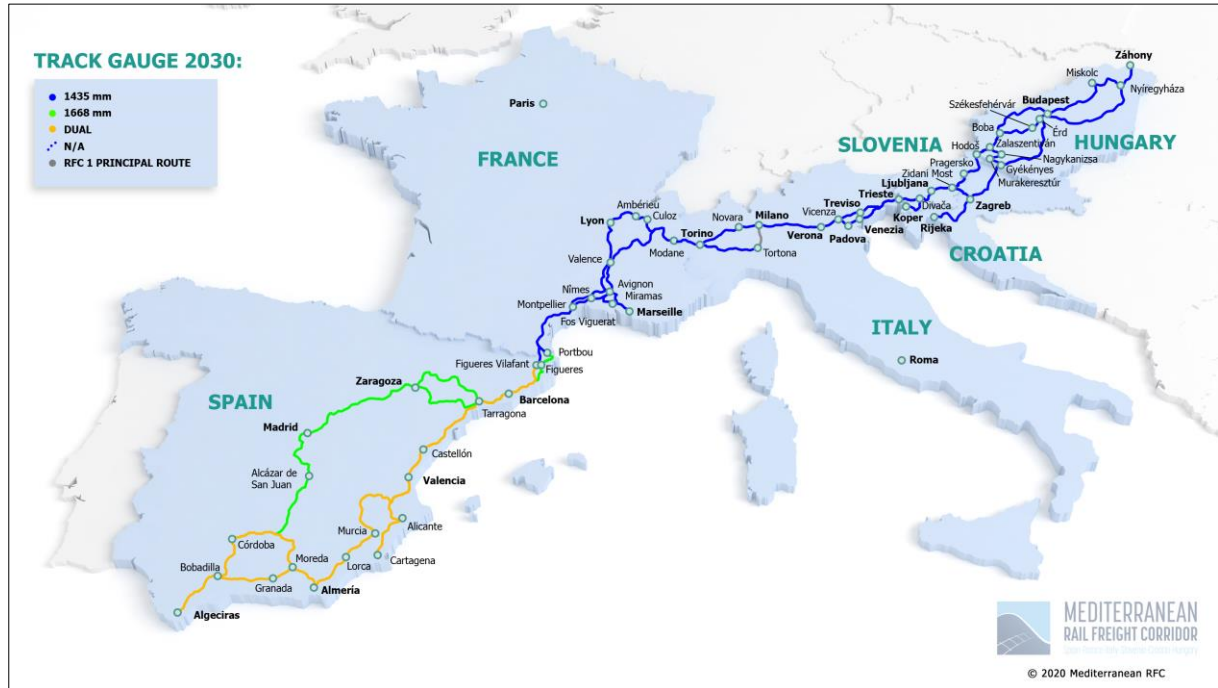 TRACK GAUGE 2030:
1435 mm
1668 mm
DUAL
N/A
RFC 1 PRINCIPAL ROUTE
Paris
FRANCE
Záhony
Miskolc
Nyíregyháza
Székesfehérvár
Budapest
Boba
Érd
SLOVENIA
HUNGARY
Hodoš
Zalaszentiván
Pragersko
Nagykanizsa
Zidani Most
Gyékényes
Murakeresztúr
Ljubljana
Trieste
Treviso
Vicenza
Zagreb
Divača
Koper
Rijeka
Venezia
Padova
Verona
CROATIA
Ambérieu
Culoz
Lyon
Novara
Milano
Torino
Modane
Tortona
Valence
Avignon
Nîmes
Miramas
Montpellier
Marseille
Fos Viguerat
ITALY
Roma
Portbou
Figueres Vilafant
Figueres
Zaragoza
SPAIN
Barcelona
Tarragona
Madrid
Castellón
Alcázar de
San Juan
Valencia
Murcia
Alicante
Córdoba
Moreda
Lorca
Cartagena
Bobadilla
Granada
Almería
Algeciras
MEDITERRANEAN
RAIL FREIGHT CORRIDOR
© 2020 Mediterranean RFC